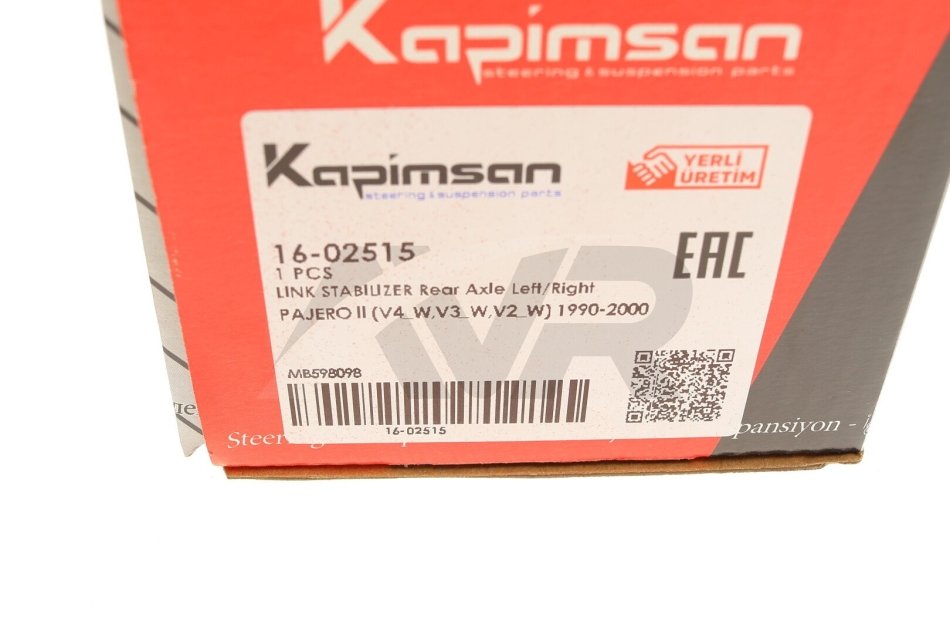 Kapimsan
steering & suspension parts
Kapimsan
steering & suspension parts
YERLİ
ÜRETİM
16-02515
1 PCS
EAC
LINK STABILIZER Rear Axle Left/Right
PAJERO II (V4_W,V3_W,V2_W) 1990-2000
VR
MB598098
16-02515
pansiyon -